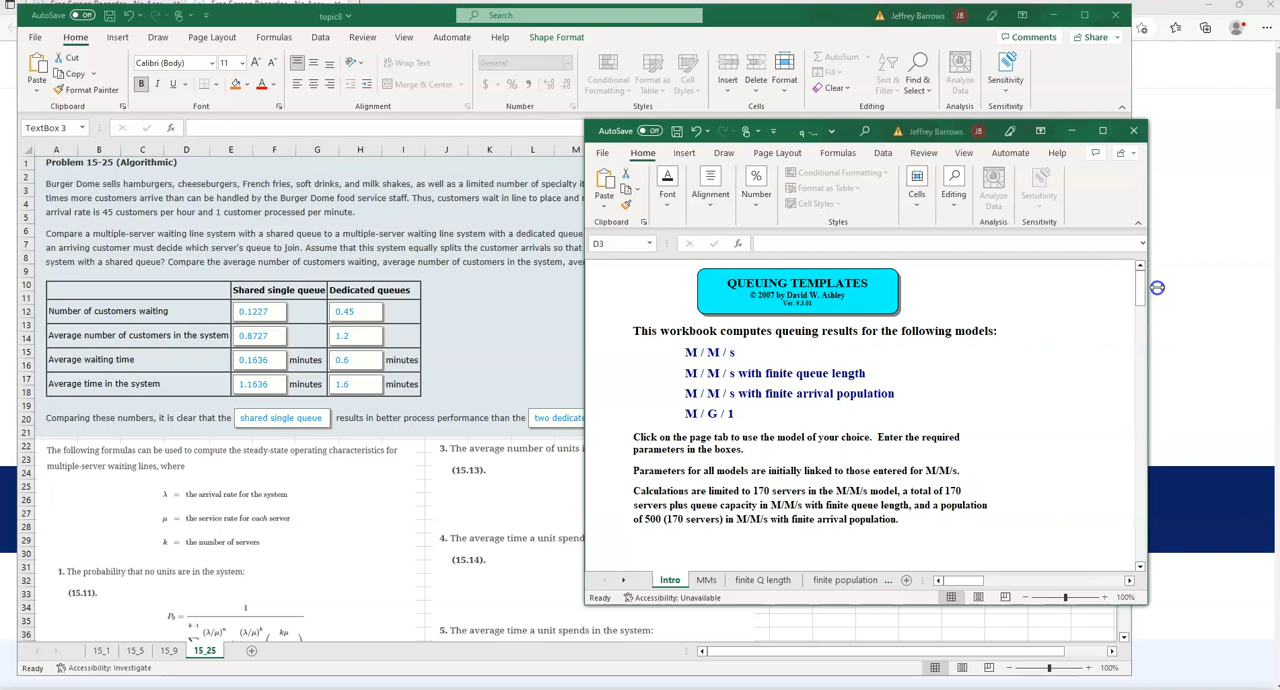 AutoSave Off topic8 Search Jeffrey Barrows JB
File Home Insert Draw Page Layout Formulas Data Review View Automate Help Shape Format Comments Share
Paste Cut Copy Format Painter Calibri (Body) 11 Wrap Text Merge & Center General
Conditional Formatting Format as Table Cell Styles Insert Delete Format AutoSum Fill Clear Sort & Filter Find & Select Analyze Data Sensitivity
Clipboard Font Alignment Number Styles Cells Editing Analysis Sensitivity
TextBox 3 fx
A B C D E F G H I J K L M
Problem 15-25 (Algorithmic)
Burger Dome sells hamburgers, cheeseburgers, French fries, soft drinks, and milk shakes, as well as a limited number of specialty
times more customers arrive than can be handled by the Burger Dome food service staff. Thus, customers wait in line to place and
arrival rate is 45 customers per hour and 1 customer processed per minute.
Compare a multiple-server waiting line system with a shared queue to a multiple-server waiting line system with a dedicated queue
an arriving customer must decide which server's queue to join. Assume that this system equally splits the customer arrivals so that
system with a shared queue? Compare the average number of customers waiting, average number of customers in the system,
Shared single queue Dedicated queues
Number of customers waiting 0.1227 0.45
Average number of customers in the system 0.8727 1.2
Average waiting time 0.1636 minutes 0.6 minutes
Average time in the system 1.1636 minutes 1.6 minutes
Comparing these numbers, it is clear that the shared single queue results in better process performance than the two
The following formulas can be used to compute the steady-state operating characteristics for
multiple-server waiting lines, where
λ = the arrival rate for the system
μ = the service rate for each server
k = the number of servers
1. The probability that no units are in the system:
(15.11).
P₀ = 1
k−1 (λ/μ)ⁿ (λ/μ)ᵏ kμ
3. The average number of units
(15.13).
4. The average time a unit
(15.14).
5. The average time a unit spends in the system:
15_1 15_5 15_9 15_25
Ready Accessibility: Investigate 100%
AutoSave Off q -... Jeffrey Barrows JB
File Home Insert Draw Page Layout Formulas Data Review View Automate Help
Paste Font Alignment Number Conditional Formatting Format as Table Cell Styles Cells Editing Analyze Data Sensitivity
Clipboard Styles Analysis Sensitivity
D3 fx
QUEUING TEMPLATES
© 2007 by David W. Ashley
Ver. 9.3.01
This workbook computes queuing results for the following models:
M / M / s
M / M / s with finite queue length
M / M / s with finite arrival population
M / G / 1
Click on the page tab to use the model of your choice. Enter the required
parameters in the boxes.
Parameters for all models are initially linked to those entered for M/M/s.
Calculations are limited to 170 servers in the M/M/s model, a total of 170
servers plus queue capacity in M/M/s with finite queue length, and a population
of 500 (170 servers) in M/M/s with finite arrival population.
Intro MMs finite Q length finite population ...
Ready Accessibility: Unavailable 100%